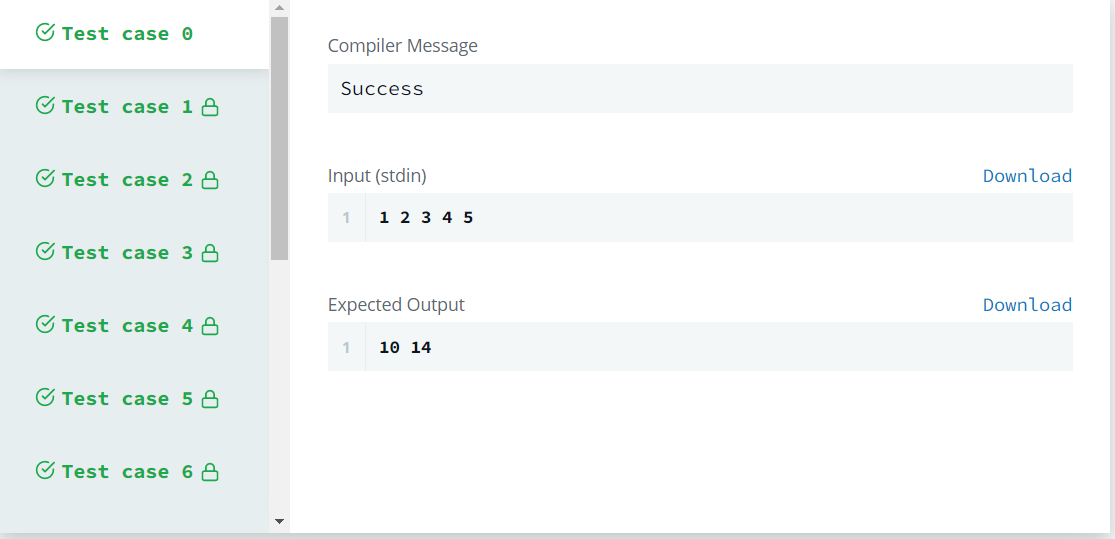 Test case 0
Test case 1
Test case 2
Test case 3
Test case 4
Test case 5
Test case 6
Compiler Message
Success
Input (stdin) Download
1 1 2 3 4 5
Expected Output Download
1 10 14